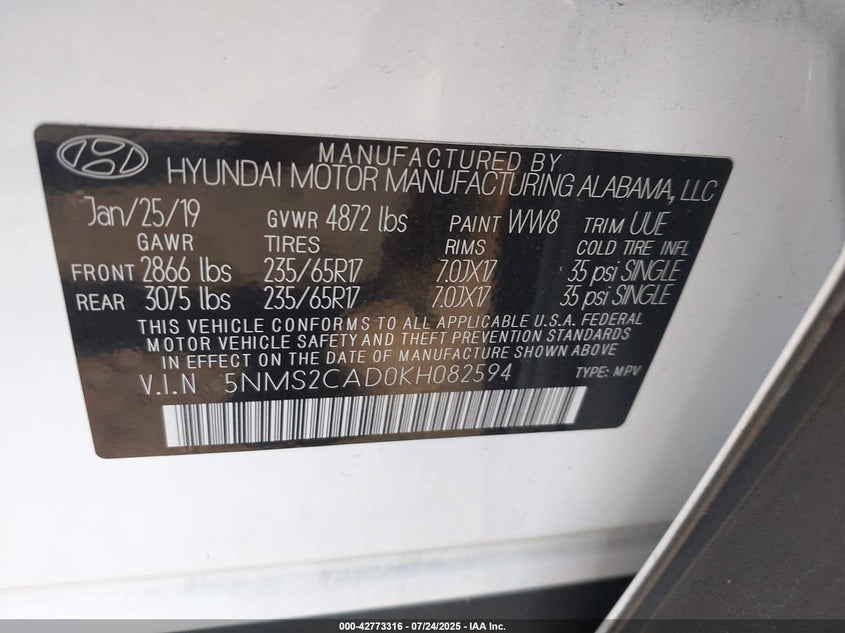 MANUFACTURED BY
HYUNDAI MOTOR MANUFACTURING ALABAMA, LLC
Jan/25/19 GVWR 4872 lbs PAINT WW8 TRIM UUE
GAWR TIRES RIMS COLD TIRE INFL
FRONT 2866 lbs 235/65R17 7.0JX17 35 psi SINGLE
REAR 3075 lbs 235/65R17 7.0JX17 35 psi SINGLE
THIS VEHICLE CONFORMS TO ALL APPLICABLE U.S.A. FEDERAL
MOTOR VEHICLE SAFETY AND THEFT PREVENTION STANDARDS
IN EFFECT ON THE DATE OF MANUFACTURE SHOWN ABOVE
V.I.N 5NMS2CAD0KH082594 TYPE: MPV
000-42773316 - 07/24/2025 - IAA Inc.